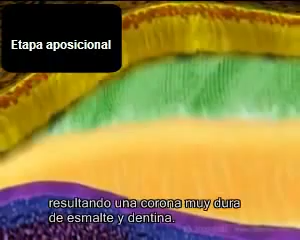 Etapa aposicional
resultando una corona muy dura
de esmalte y dentina.